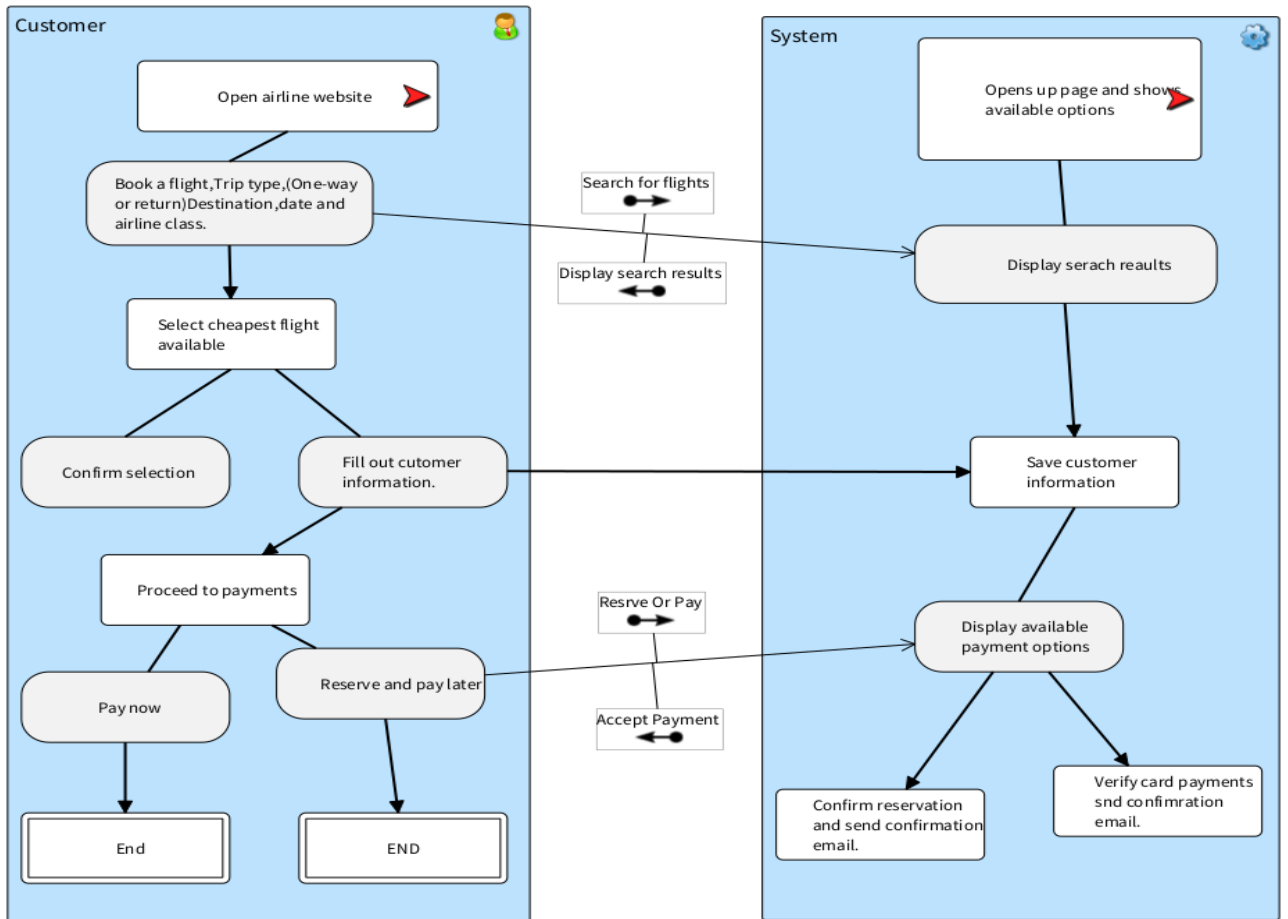 Customer
Open airline website
Book a flight,Trip type,(One-way
or return)Destination,date and
airline class.
Select cheapest flight
available
Confirm selection
Fill out cutomer
information.
Proceed to payments
Pay now
Reserve and pay later
End
END
Search for flights
Display search results
Resrve Or Pay
Accept Payment
System
Opens up page and shows
available options
Display serach reaults
Save customer
information
Display available
payment options
Confirm reservation
and send confirmation
email.
Verify card payments
snd confimration
email.